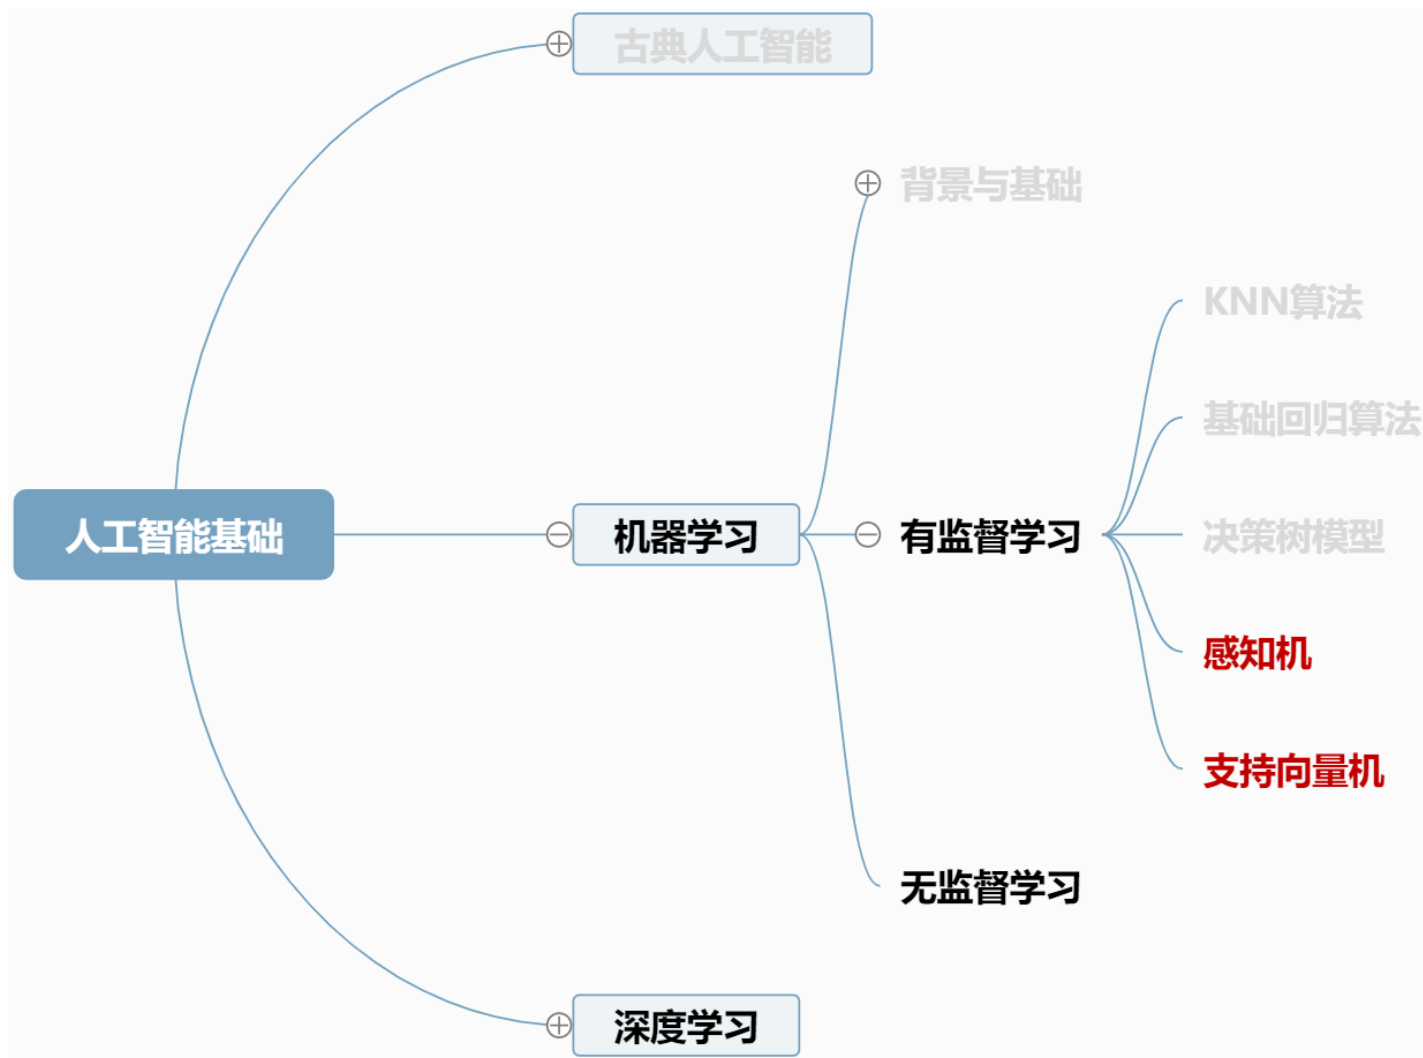 古典人工智能
背景与基础
KNN算法
基础回归算法
人工智能基础
机器学习
有监督学习
决策树模型
感知机
支持向量机
无监督学习
深度学习